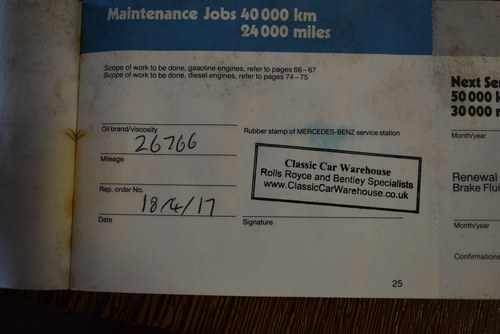 Maintenance Jobs 40 000 km
24 000 miles
Scope of work to be done, gasoline engines, refer to pages 66–67
Scope of work to be done, diesel engines, refer to pages 74–75
Oil brand/viscosity
26766
Mileage
Rep. order No.
18/4/17
Date
Rubber stamp of MERCEDES-BENZ service station
Classic Car Warehouse
Rolls Royce and Bentley Specialists
www.ClassicCarWarehouse.co.uk
Signature
25
Next Se
50 000
30 000
Month/year
Renewal
Brake Flu
Month/year
Confirmations